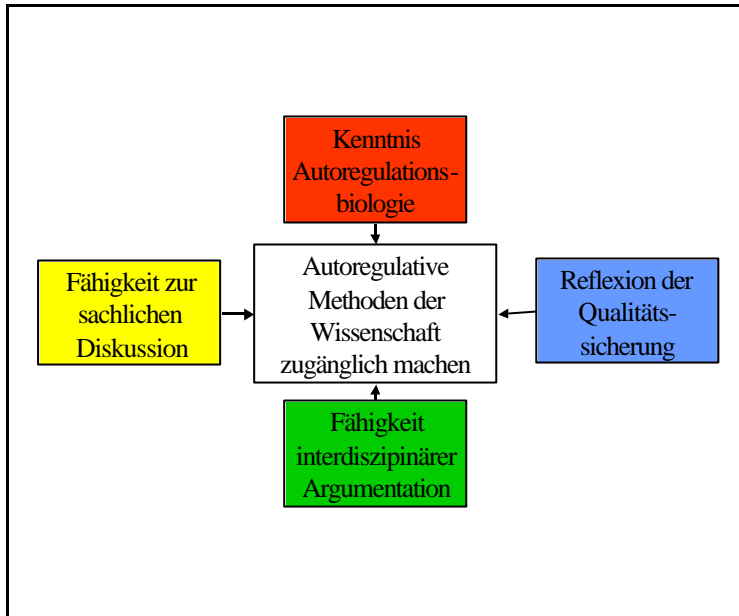 Kenntnis
Autoregulations-
biologie
Fähigkeit zur
sachlichen
Diskussion
Autoregulative
Methoden der
Wissenschaft
zugänglich machen
Reflexion der
Qualitäts-
sicherung
Fähigkeit
interdiszipinärer
Argumentation